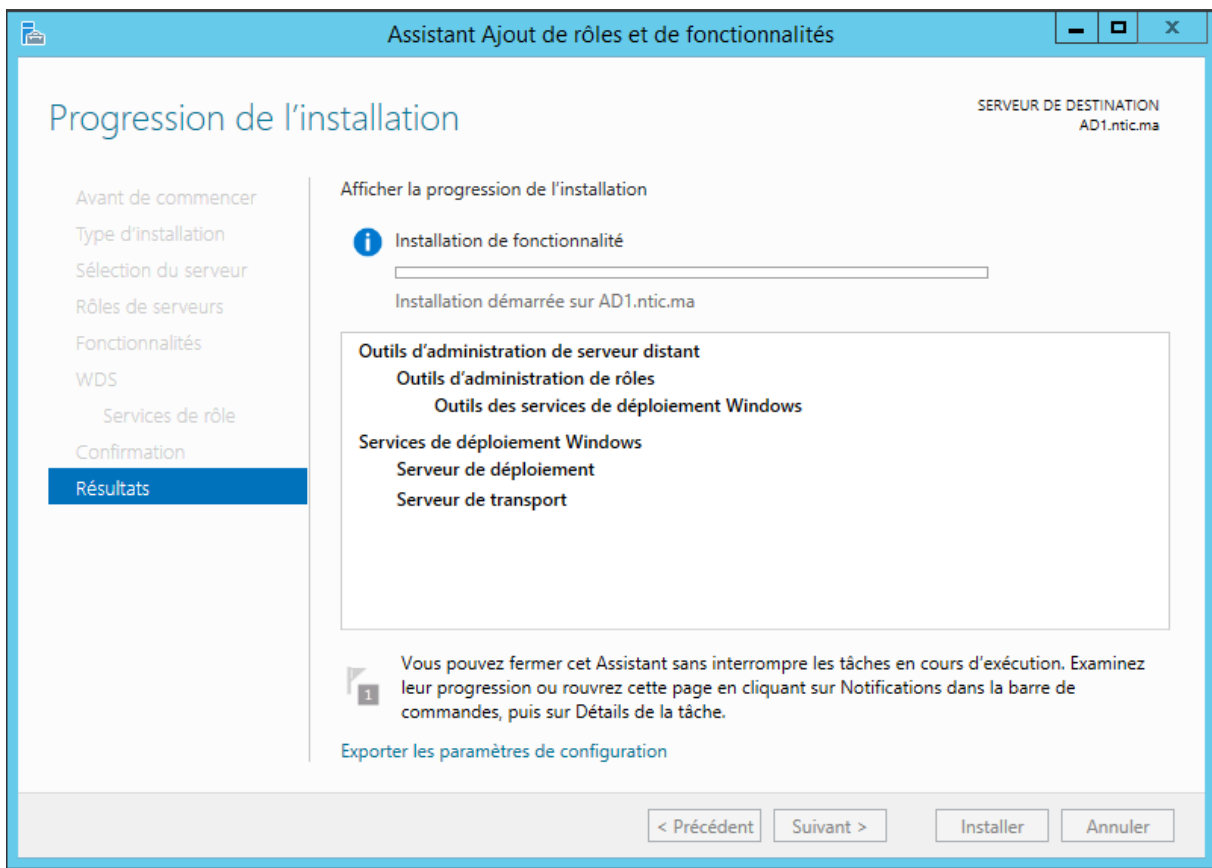 Assistant Ajout de rôles et de fonctionnalités
Progression de l'installation
SERVEUR DE DESTINATION
AD1.ntic.ma
Avant de commencer
Type d'installation
Sélection du serveur
Rôles de serveurs
Fonctionnalités
WDS
Services de rôle
Confirmation
Résultats
Afficher la progression de l'installation
Installation de fonctionnalité
Installation démarrée sur AD1.ntic.ma
Outils d'administration de serveur distant
Outils d'administration de rôles
Outils des services de déploiement Windows
Services de déploiement Windows
Serveur de déploiement
Serveur de transport
1
Vous pouvez fermer cet Assistant sans interrompre les tâches en cours d'exécution. Examinez
leur progression ou rouvrez cette page en cliquant sur Notifications dans la barre de
commandes, puis sur Détails de la tâche.
Exporter les paramètres de configuration
< Précédent
Suivant >
Installer
Annuler